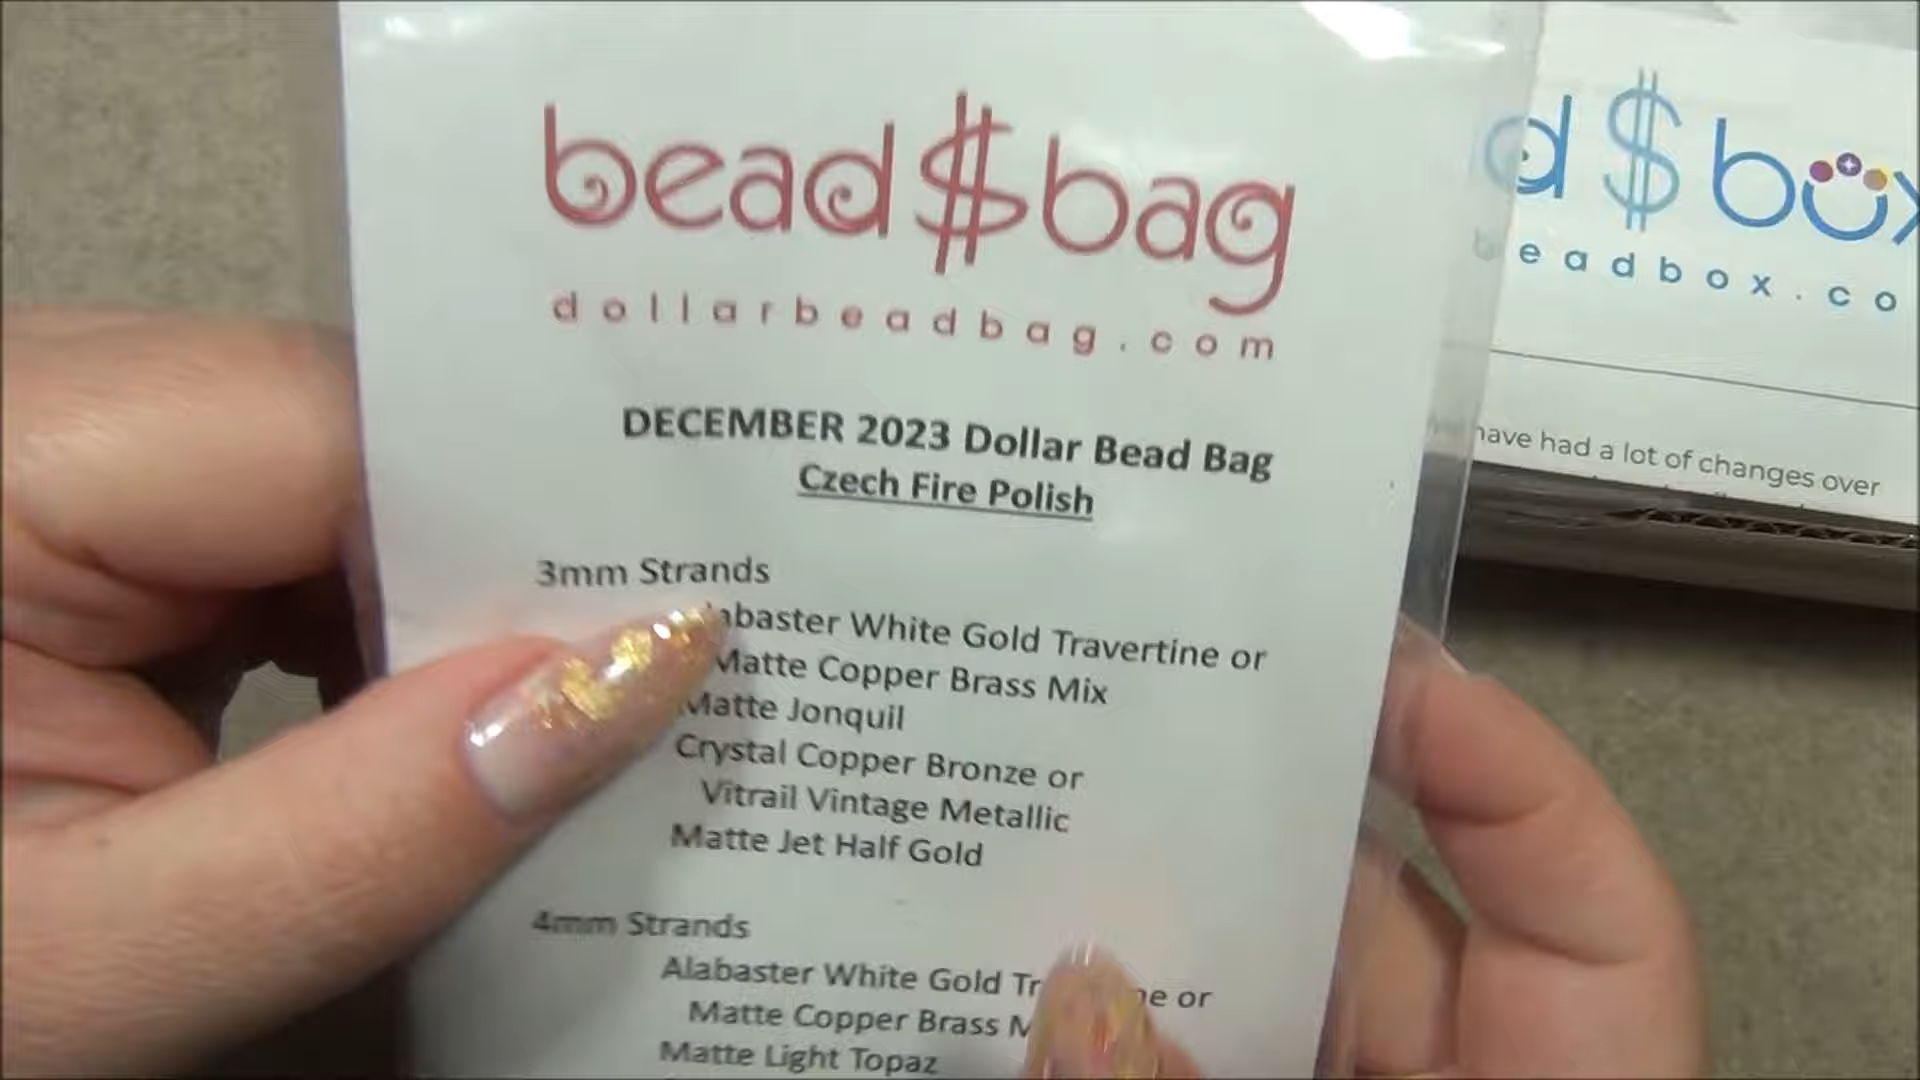 bead$bag
dollarbeadbag.com
DECEMBER 2023 Dollar Bead Bag
Czech Fire Polish
3mm Strands
White Gold Travertine or
Matte Copper Brass Mix
Matte Jonquil
Crystal Copper Bronze or
Vitrail Vintage Metallic
Matte Jet Half Gold
4mm Strands
Alabaster White Gold or
Matte Copper Brass
Matte Light Topaz
d$box
eadbox.co
have had a lot of changes over